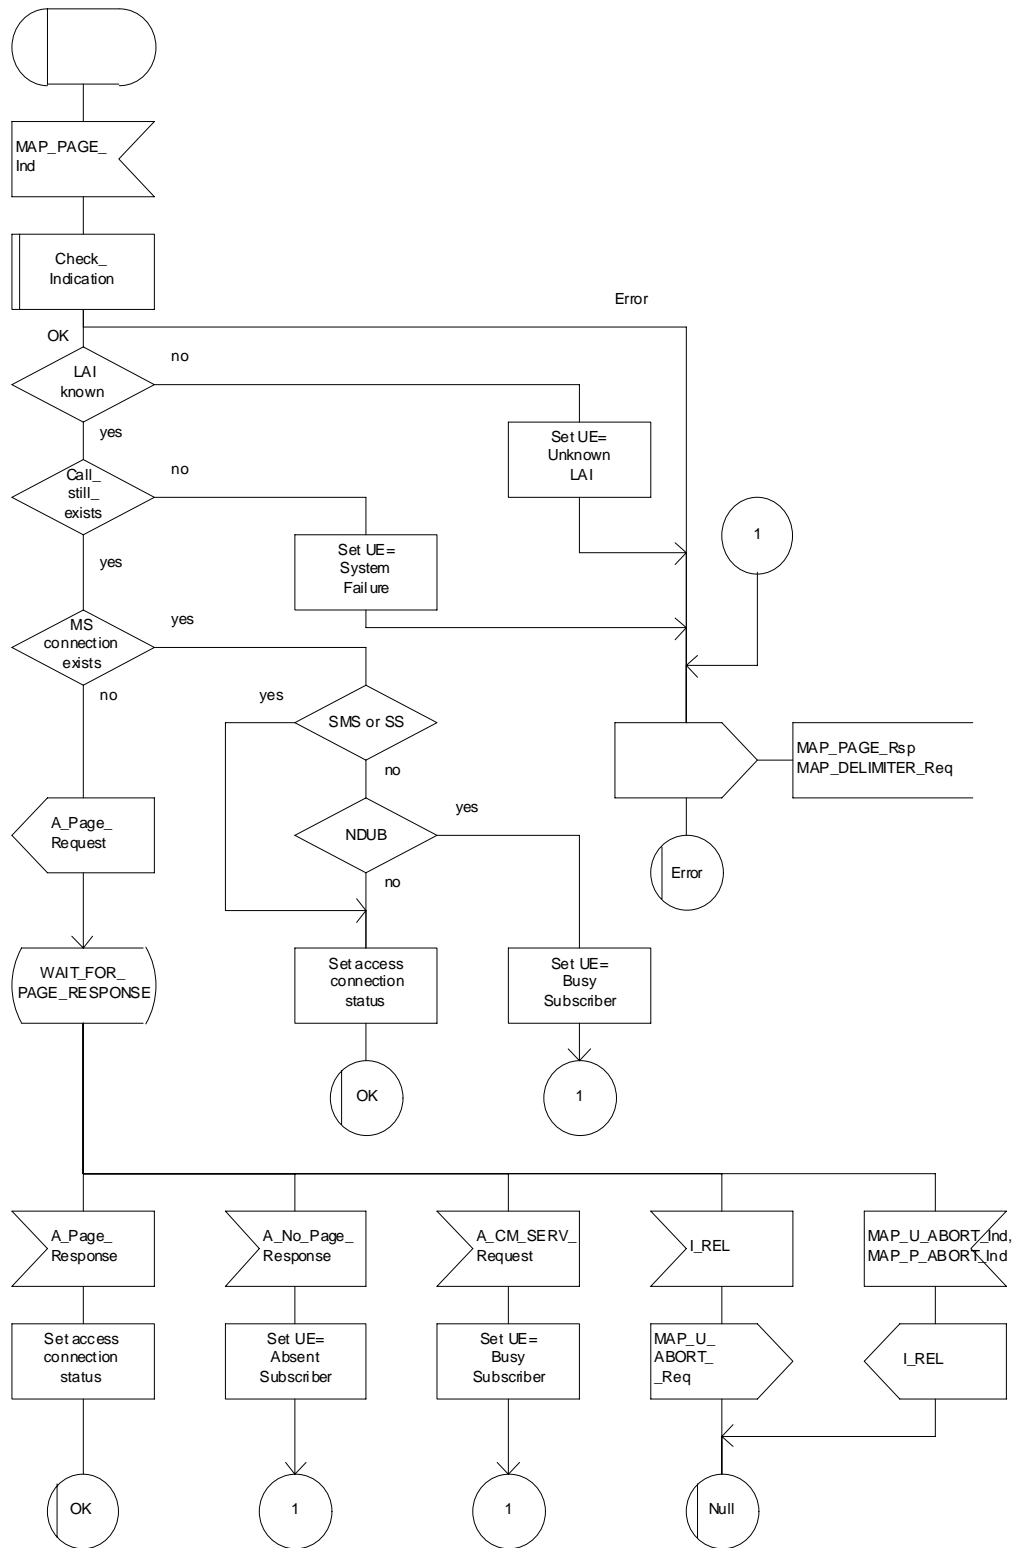 MAP_PAGE_
Ind
Check_
Indication
Error
OK
no
LAI
known
yes
Set UE=
Unknown
LAI
no
Call_
still_
exists
1
yes
Set UE=
System
Failure
yes
MS
connection
exists
no
yes
SMS or SS
no
MAP_PAGE_Rsp
MAP_DELIMITER_Req
A_Page_
Request
yes
NDUB
no
Error
WAIT_FOR_
PAGE_RESPONSE
Set access
connection
status
Set UE=
Busy
Subscriber
OK
1
A_Page_
Response
A_No_Page_
Response
A_CM_SERV_
Request
I_REL
MAP_U_ABORT_Ind,
MAP_P_ABORT_Ind
Set access
connection
status
Set UE=
Absent
Subscriber
Set UE=
Busy
Subscriber
MAP_U_
ABORT_
_Req
I_REL
OK
1
1
Null